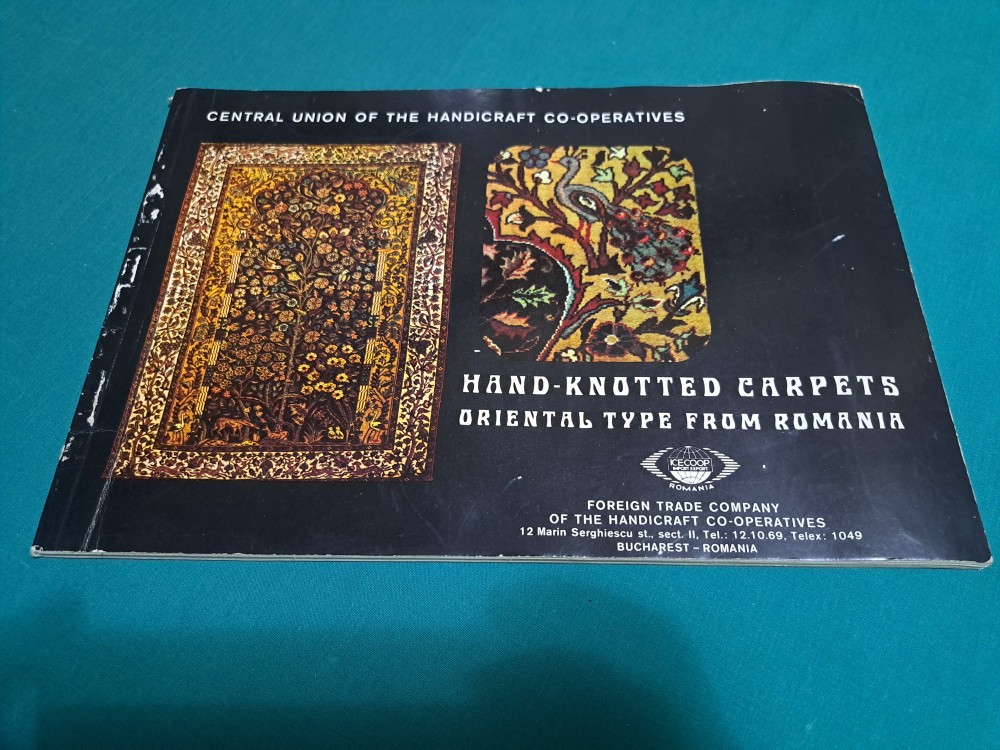 CENTRAL UNION OF THE HANDICRAFT CO-OPERATIVES
HAND-KNOTTED CARPETS
ORIENTAL TYPE FROM ROMANIA
ICECOOP
IMPORT EXPORT
ROMANIA
FOREIGN TRADE COMPANY
OF THE HANDICRAFT CO-OPERATIVES
12 Marin Serghiescu st., sect. II, Tel.: 12.10.69, Telex: 1049
BUCHAREST – ROMANIA